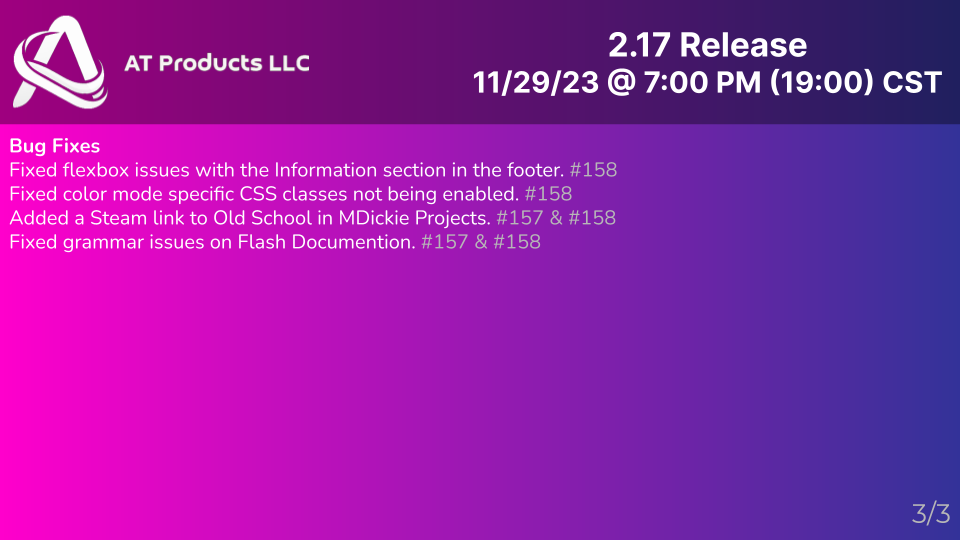 AT Products LLC
2.17 Release
11/29/23 @ 7:00 PM (19:00) CST
Bug Fixes
Fixed flexbox issues with the Information section in the footer. #158
Fixed color mode specific CSS classes not being enabled. #158
Added a Steam link to Old School in MDickie Projects. #157 & #158
Fixed grammar issues on Flash Documention. #157 & #158
3/3